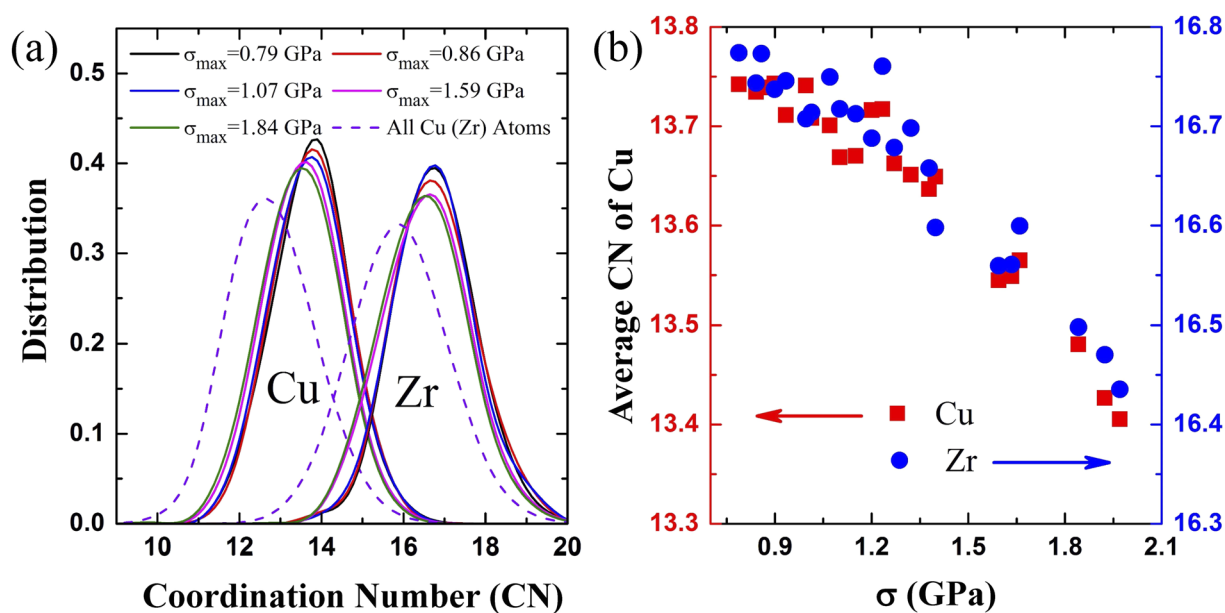 (a)
σmax=0.79 GPa
σmax=0.86 GPa
σmax=1.07 GPa
σmax=1.59 GPa
σmax=1.84 GPa
All Cu (Zr) Atoms
0.5
0.4
0.3
0.2
0.1
0.0
Distribution
Cu
Zr
10
12
14
16
18
20
Coordination Number (CN)
(b)
13.8
13.7
13.6
13.5
13.4
13.3
Average CN of Cu
16.8
16.7
16.6
16.5
16.4
16.3
Cu
Zr
0.9
1.2
1.5
1.8
2.1
σ (GPa)